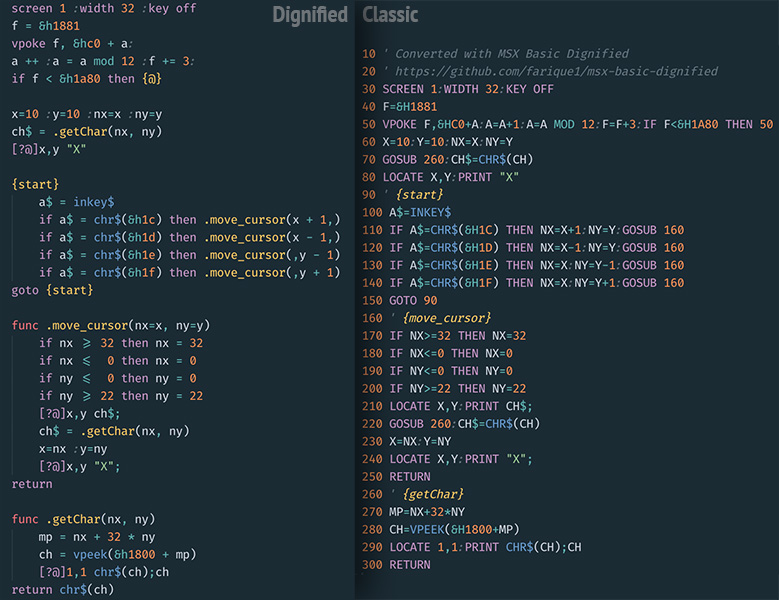 Dignified
screen 1 :width 32 :key off
f = &h1881
vpoke f, &hc0 + a:
a ++ :a = a mod 12 :f += 3:
if f < &h1a80 then {@}
x=10 :y=10 :nx=x :ny=y
ch$ = .getChar(nx, ny)
[?@]x,y "X"
{start}
a$ = inkey$
if a$ = chr$(&h1c) then .move_cursor(x + 1,)
if a$ = chr$(&h1d) then .move_cursor(x - 1,)
if a$ = chr$(&h1e) then .move_cursor(,y - 1)
if a$ = chr$(&h1f) then .move_cursor(,y + 1)
goto {start}
func .move_cursor(nx=x, ny=y)
if nx ⩾ 32 then nx = 32
if nx ⩽ 0 then nx = 0
if ny ⩽ 0 then ny = 0
if ny ⩾ 22 then ny = 22
[?@]x,y ch$;
ch$ = .getChar(nx, ny)
x=nx :y=ny
[?@]x,y "X";
return
func .getChar(nx, ny)
mp = nx + 32 * ny
ch = vpeek(&h1800 + mp)
[?@]1,1 chr$(ch);ch
return chr$(ch)
Classic
10 ' Converted with MSX Basic Dignified
20 ' https://github.com/farique1/msx-basic-dignified
30 SCREEN 1:WIDTH 32:KEY OFF
40 F=&H1881
50 VPOKE F,&HC0+A:A=A+1:A=A MOD 12:F=F+3:IF F<&H1A80 THEN 50
60 X=10:Y=10:NX=X:NY=Y
70 GOSUB 260:CH$=CHR$(CH)
80 LOCATE X,Y:PRINT "X"
90 ' {start}
100 A$=INKEY$
110 IF A$=CHR$(&H1C) THEN NX=X+1:NY=Y:GOSUB 160
120 IF A$=CHR$(&H1D) THEN NX=X-1:NY=Y:GOSUB 160
130 IF A$=CHR$(&H1E) THEN NX=X:NY=Y-1:GOSUB 160
140 IF A$=CHR$(&H1F) THEN NX=X:NY=Y+1:GOSUB 160
150 GOTO 90
160 ' {move_cursor}
170 IF NX>=32 THEN NX=32
180 IF NX<=0 THEN NX=0
190 IF NY<=0 THEN NY=0
200 IF NY>=22 THEN NY=22
210 LOCATE X,Y:PRINT CH$;
220 GOSUB 260:CH$=CHR$(CH)
230 X=NX:Y=NY
240 LOCATE X,Y:PRINT "X";
250 RETURN
260 ' {getChar}
270 MP=NX+32*NY
280 CH=VPEEK(&H1800+MP)
290 LOCATE 1,1:PRINT CHR$(CH);CH
300 RETURN